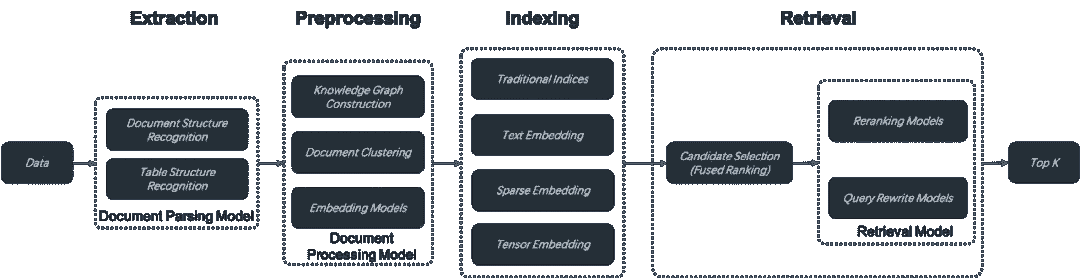 Extraction
Preprocessing
Indexing
Retrieval
Data
Document Structure
Recognition
Table Structure
Recognition
Document Parsing Model
Knowledge Graph
Construction
Document Clustering
Embedding Models
Document
Processing Model
Traditional Indices
Text Embedding
Sparse Embedding
Tensor Embedding
Candidate Selection
(Fused Ranking)
Reranking Models
Query Rewrite Models
Retrieval Model
Top K